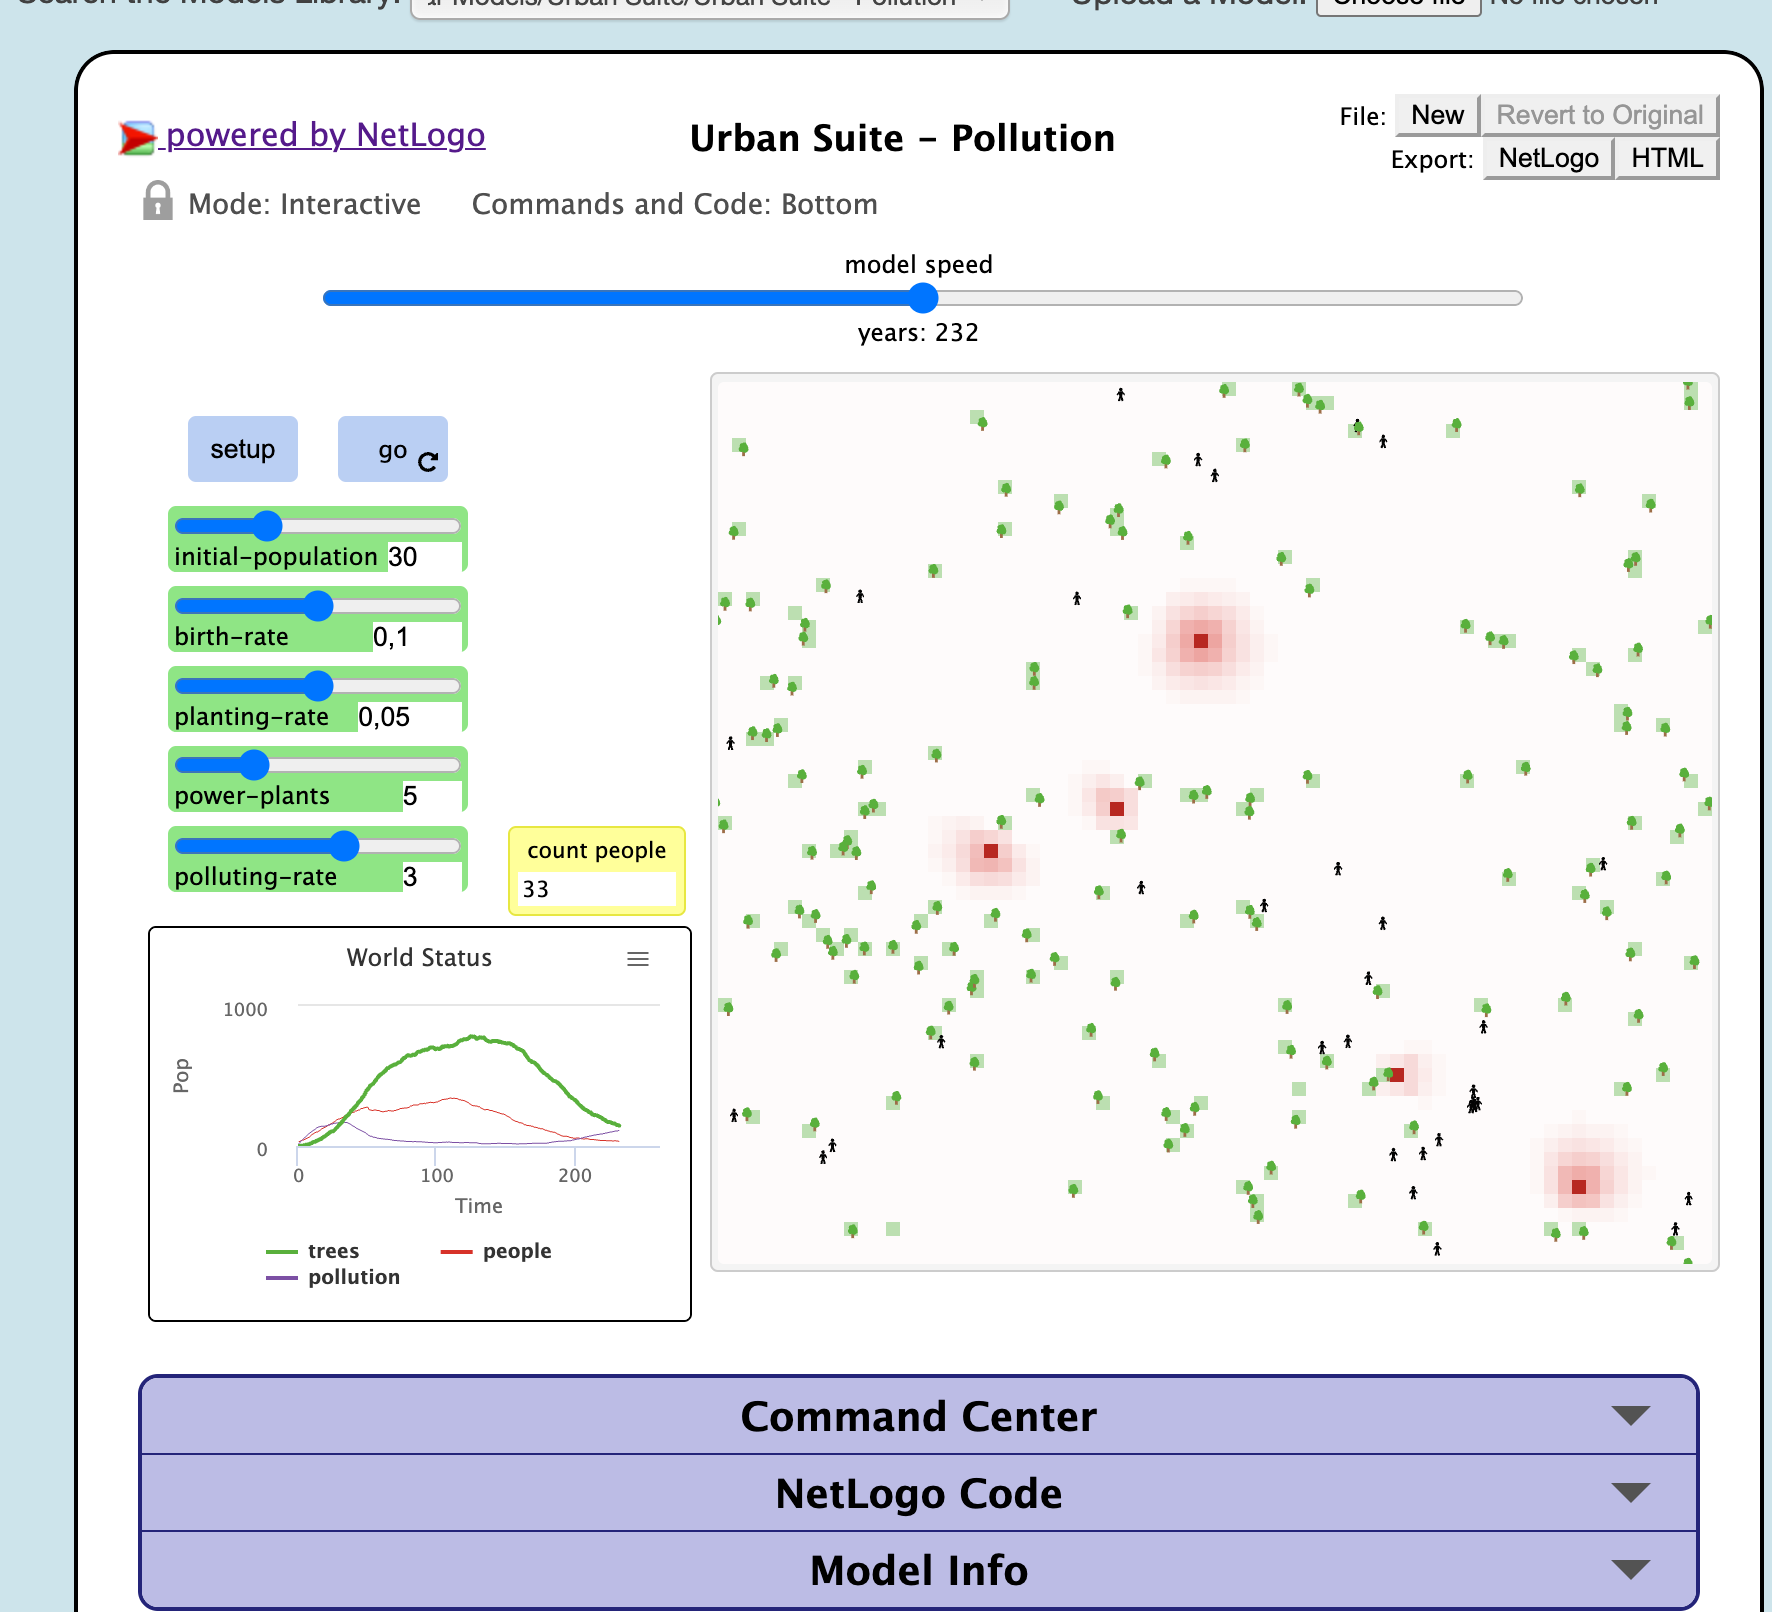 Search the Models Library:
Models/Urban Suite/Urban Suite - Pollution
Upload a Model:
Choose file
No file chosen
powered by NetLogo
Urban Suite - Pollution
File: New Revert to Original
Export: NetLogo HTML
Mode: Interactive Commands and Code: Bottom
model speed
years: 232
setup
go
initial-population 30
birth-rate 0,1
planting-rate 0,05
power-plants 5
polluting-rate 3
count people
33
World Status
1000
Pop
0
0 100 200
Time
trees people
pollution
Command Center
NetLogo Code
Model Info